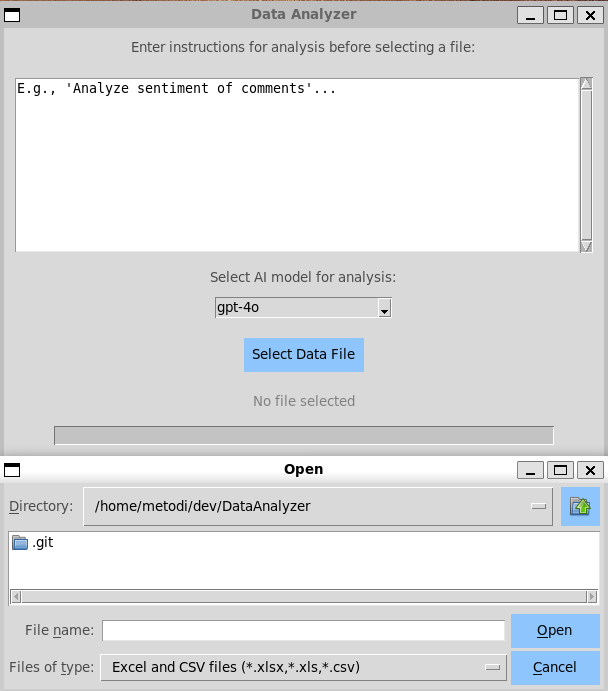 Data Analyzer
Enter instructions for analysis before selecting a file:
E.g., 'Analyze sentiment of comments'...
Select AI model for analysis:
gpt-4o
Select Data File
No file selected
Open
Directory: /home/metodi/dev/DataAnalyzer
.git
File name: Open
Files of type: Excel and CSV files (*.xlsx,*.xls,*.csv) Cancel